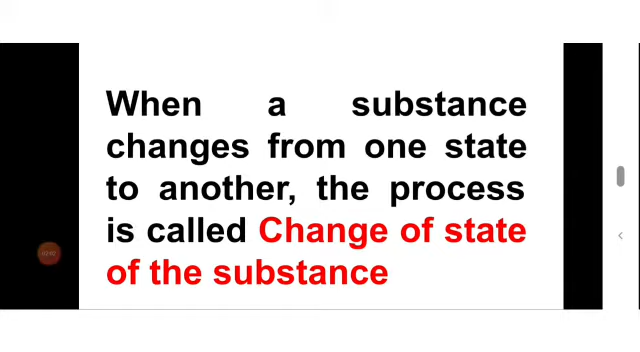 When a substance
changes from one state
to another, the process
is called Change of state
of the substance